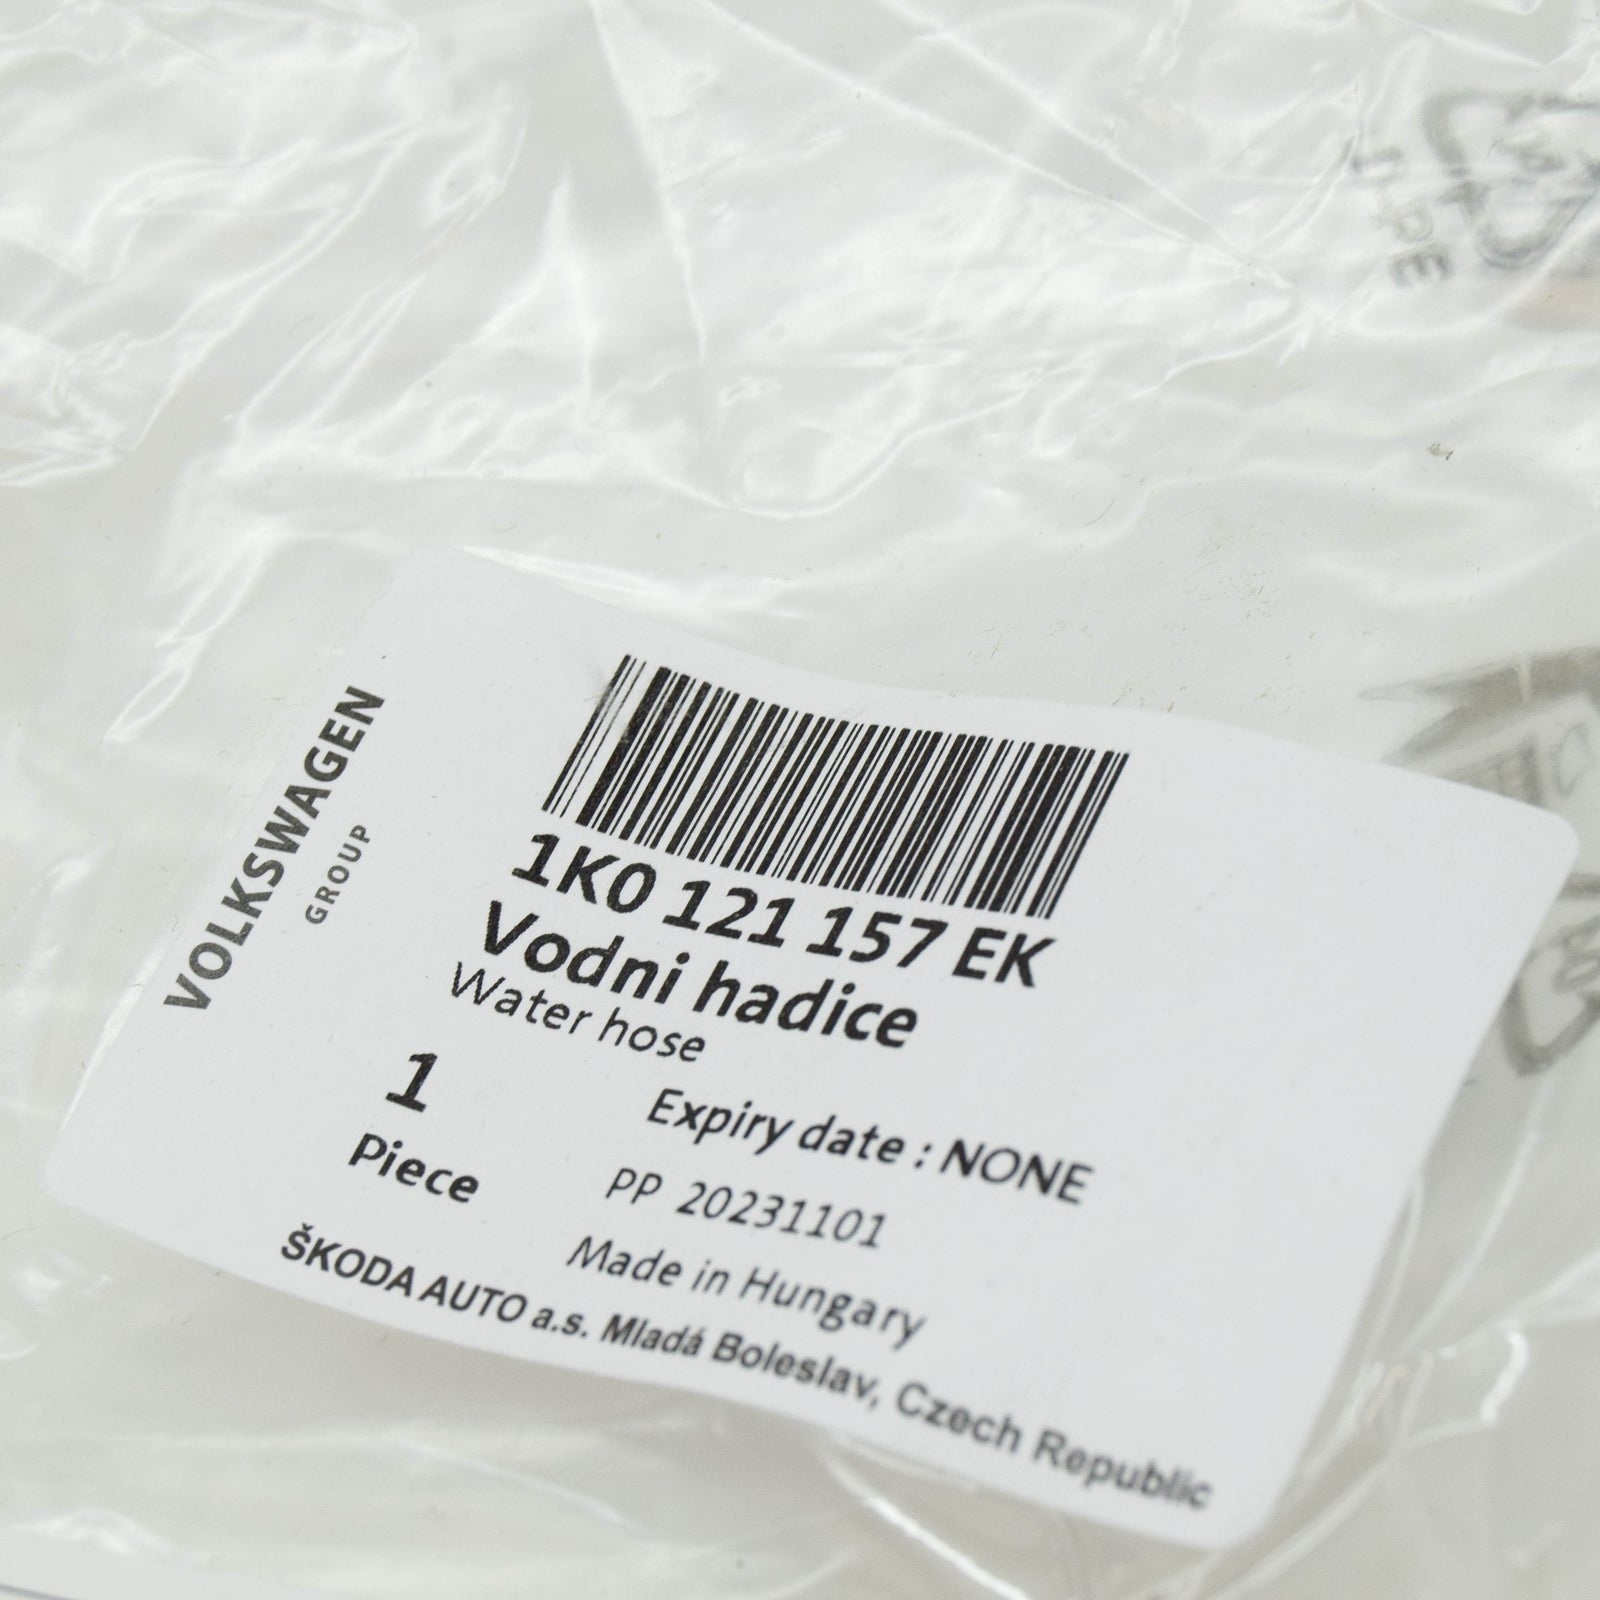 VOLKSWAGEN
GROUP
1K0 121 157 EK
Vodni hadice
Water hose
1
Piece
Expiry date : NONE
PP 20231101
Made in Hungary
ŠKODA AUTO a.s. Mladá Boleslav, Czech Republic